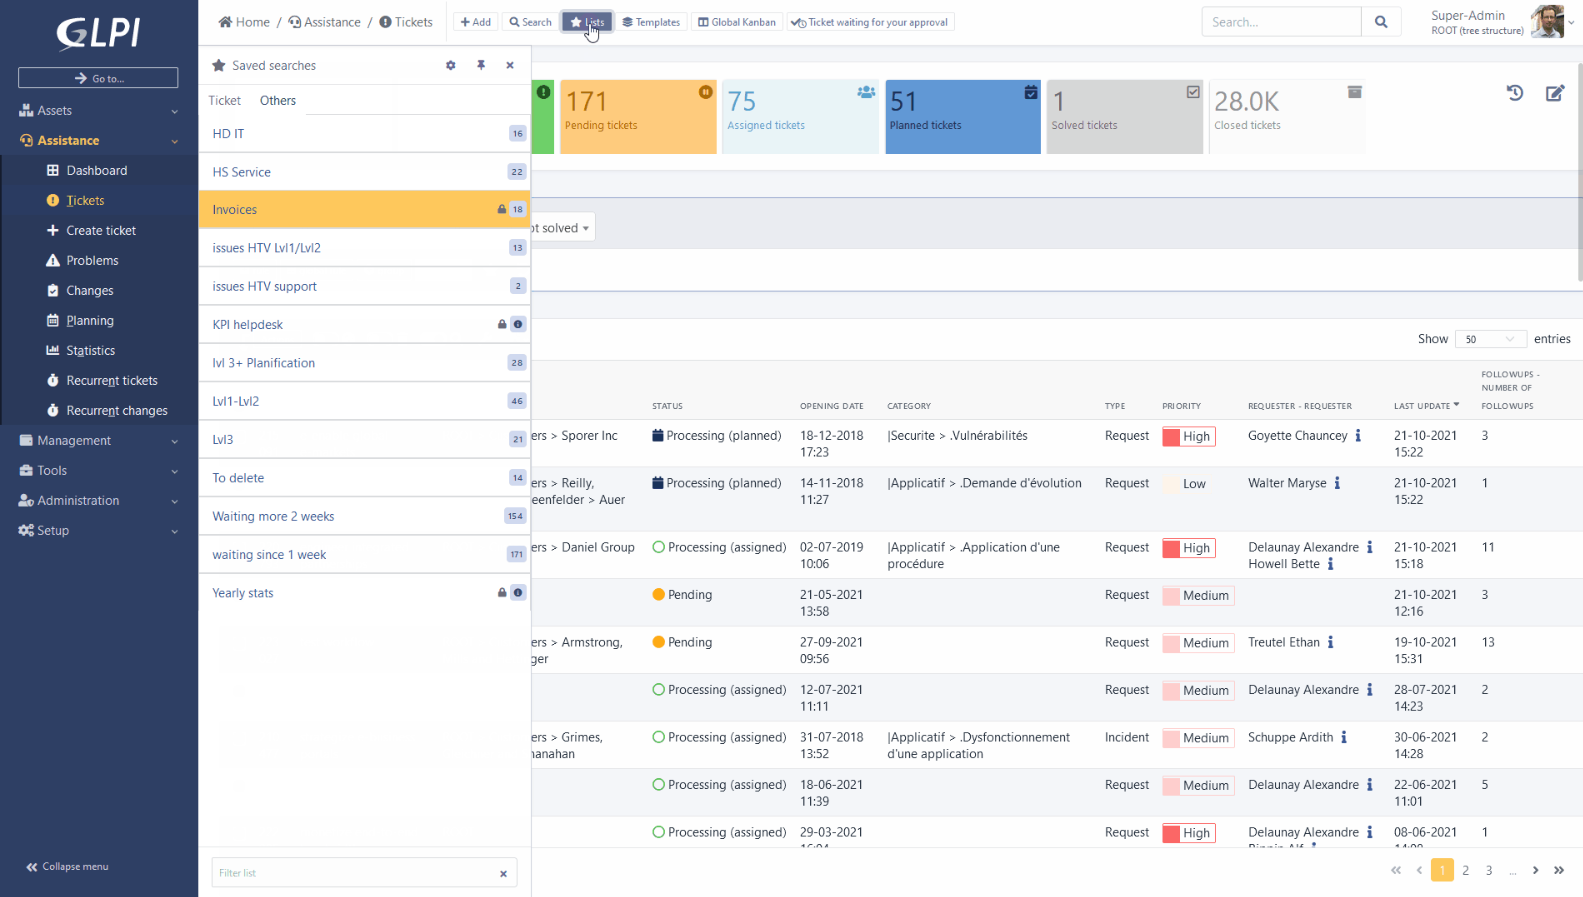 GLPI
Go to...
Assets
Assistance
Dashboard
Tickets
Create ticket
Problems
Changes
Planning
Statistics
Recurrent tickets
Recurrent changes
Management
Tools
Administration
Setup
Collapse menu
Home / Assistance / Tickets
Add
Search
Lists
Templates
Global Kanban
Ticket waiting for your approval
Search...
Super-Admin
ROOT (tree structure)
Saved searches
Ticket Others
HD IT 16
HS Service 22
Invoices 18
issues HTV Lvl1/Lvl2 13
issues HTV support 2
KPI helpdesk
lvl 3+ Planification 28
Lvl1-Lvl2 46
Lvl3 21
To delete 14
Waiting more 2 weeks 154
waiting since 1 week 171
Yearly stats
Filter list
171
Pending tickets
75
Assigned tickets
51
Planned tickets
1
Solved tickets
28.0K
Closed tickets
ot solved
Show 50 entries
STATUS OPENING DATE CATEGORY TYPE PRIORITY REQUESTER - REQUESTER LAST UPDATE FOLLOWUPS - NUMBER OF FOLLOWUPS
ers > Sporer Inc Processing (planned) 18-12-2018 |Securite > .Vulnérabilités Request High Goyette Chauncey 21-10-2021 3
17:23 15:22
ers > Reilly, Processing (planned) 14-11-2018 |Applicatif > .Demande d'évolution Request Low Walter Maryse 21-10-2021 1
eenfelder > Auer 11:27 15:22
ers > Daniel Group Processing (assigned) 02-07-2019 |Applicatif > .Application d'une Request High Delaunay Alexandre 21-10-2021 11
10:06 procédure Howell Bette 15:18
Pending 21-05-2021 Request Medium 21-10-2021 3
13:58 12:16
ers > Armstrong, Pending 27-09-2021 Request Medium Treutel Ethan 19-10-2021 13
ger 09:56 15:31
Processing (assigned) 12-07-2021 Request Medium Delaunay Alexandre 28-07-2021 2
11:11 14:23
ers > Grimes, Processing (assigned) 31-07-2018 |Applicatif > .Dysfonctionnement Incident Medium Schuppe Ardith 30-06-2021 2
nanahan 13:52 d'une application 14:28
Processing (assigned) 18-06-2021 Request Medium Delaunay Alexandre 22-06-2021 5
11:39 11:01
Processing (assigned) 29-03-2021 Request High Delaunay Alexandre 08-06-2021 1
1 2 3 ...